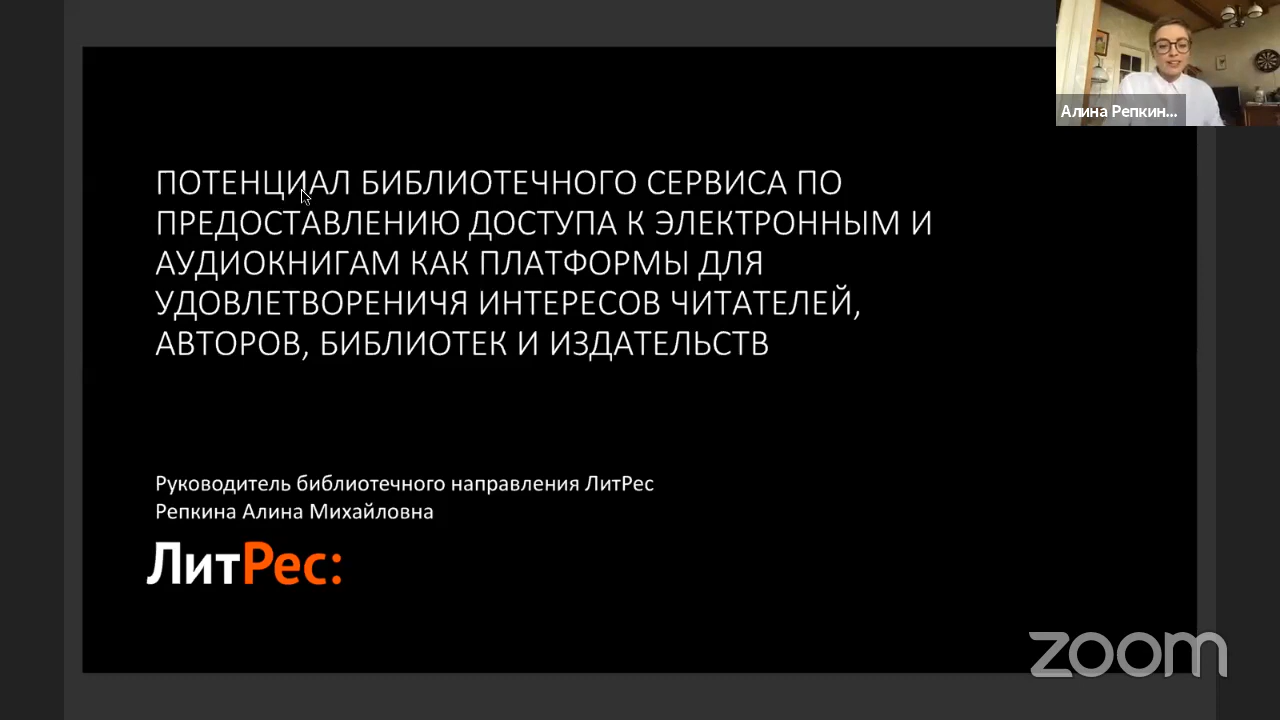 Алина Репкин...
ПОТЕНЦИАЛ БИБЛИОТЕЧНОГО СЕРВИСА ПО
ПРЕДОСТАВЛЕНИЮ ДОСТУПА К ЭЛЕКТРОННЫМ И
АУДИОКНИГАМ КАК ПЛАТФОРМЫ ДЛЯ
УДОВЛЕТВОРЕНИЧЯ ИНТЕРЕСОВ ЧИТАТЕЛЕЙ,
АВТОРОВ, БИБЛИОТЕК И ИЗДАТЕЛЬСТВ
Руководитель библиотечного направления ЛитРес
Репкина Алина Михайловна
ЛитРес:
zoom